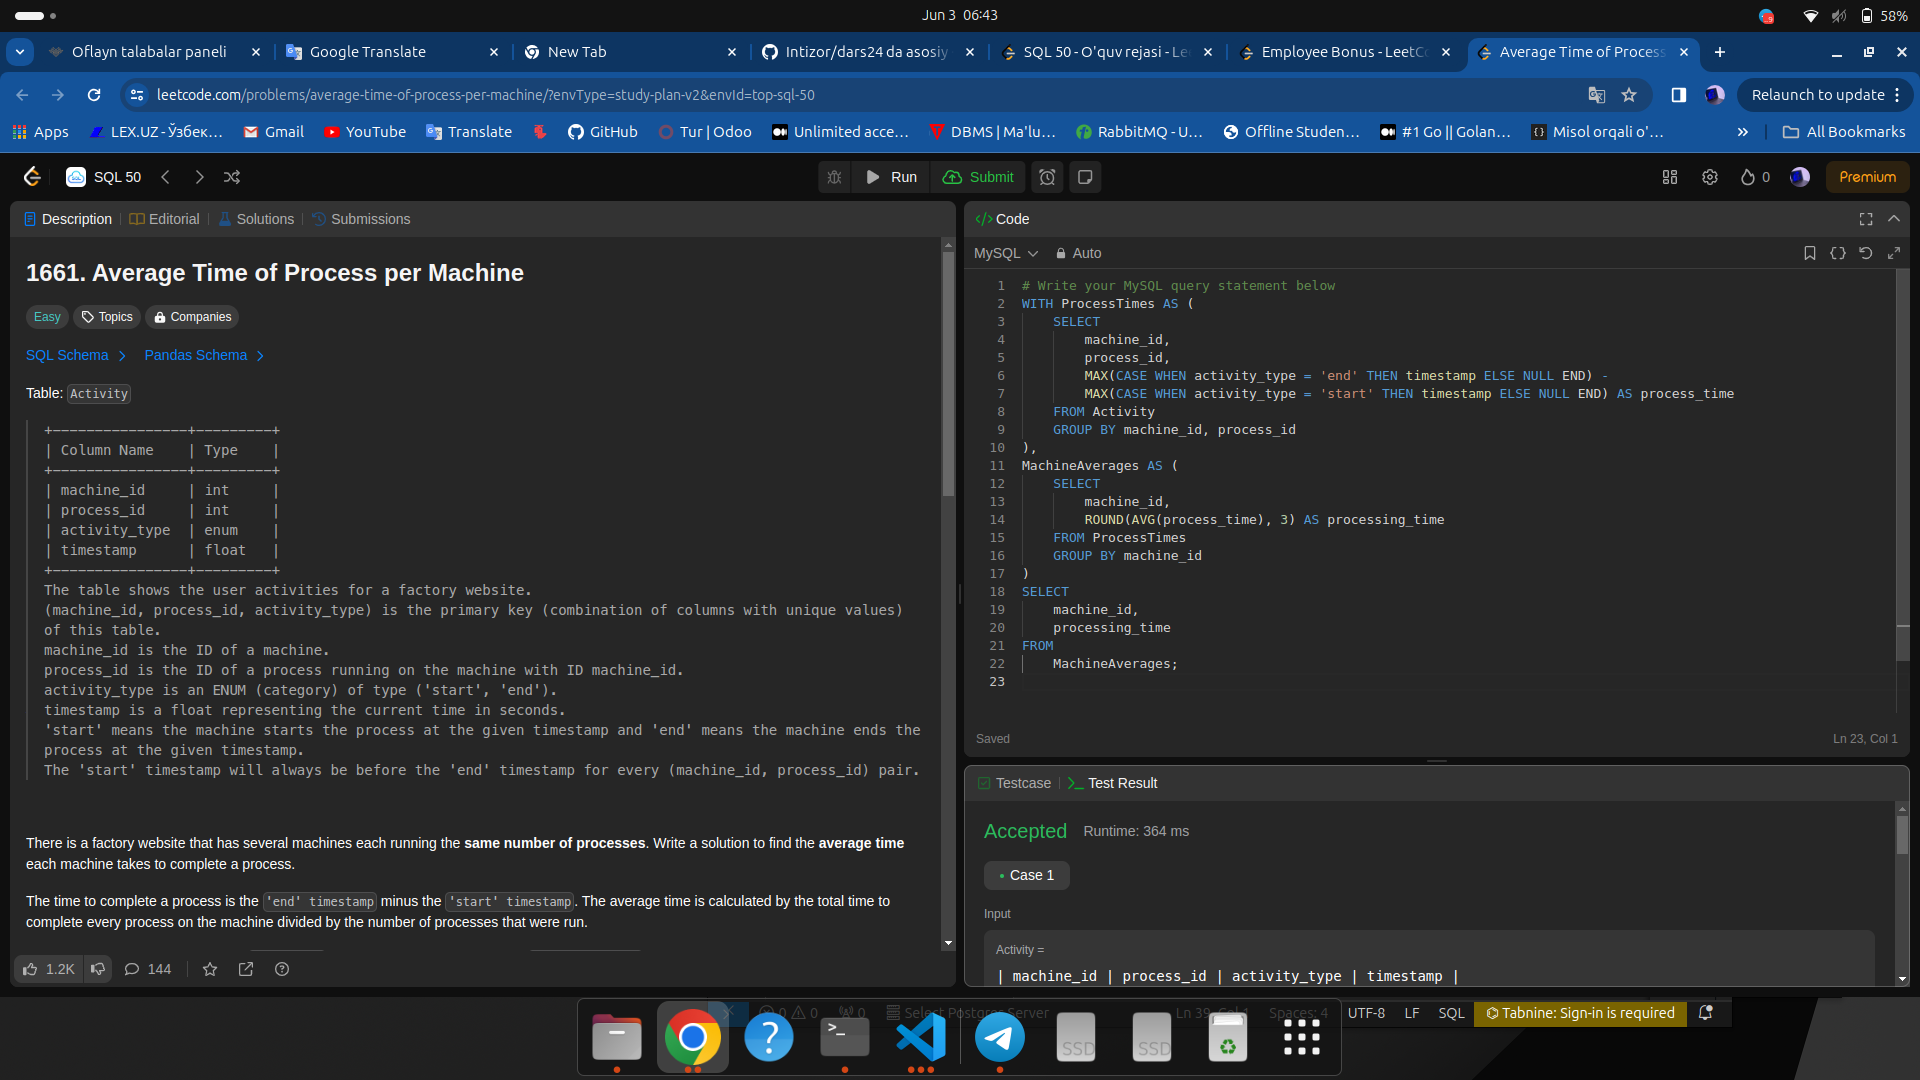 Jun 3 06:43
58%
Oflayn talabalar paneli
Google Translate
New Tab
Intizor/dars24 da asosiy
SQL 50 - O'quv rejasi - Le
Employee Bonus - LeetCo
Average Time of Process
leetcode.com/problems/average-time-of-process-per-machine/?envType=study-plan-v2&envId=top-sql-50
Relaunch to update
Apps
LEX.UZ - Ўзбек...
Gmail
YouTube
Translate
GitHub
Tur | Odoo
Unlimited acce...
DBMS | Ma'lu...
RabbitMQ - U...
Offline Studen...
#1 Go || Golan...
Misol orqali o'...
»
All Bookmarks
SQL 50
Run
Submit
0
Premium
Description
Editorial
Solutions
Submissions
1661. Average Time of Process per Machine
Easy
Topics
Companies
SQL Schema
Pandas Schema
Table: Activity
+----------------+---------+
| Column Name    | Type    |
+----------------+---------+
| machine_id     | int     |
| process_id     | int     |
| activity_type  | enum    |
| timestamp      | float   |
+----------------+---------+
The table shows the user activities for a factory website.
(machine_id, process_id, activity_type) is the primary key (combination of columns with unique values)
of this table.
machine_id is the ID of a machine.
process_id is the ID of a process running on the machine with ID machine_id.
activity_type is an ENUM (category) of type ('start', 'end').
timestamp is a float representing the current time in seconds.
'start' means the machine starts the process at the given timestamp and 'end' means the machine ends the
process at the given timestamp.
The 'start' timestamp will always be before the 'end' timestamp for every (machine_id, process_id) pair.
There is a factory website that has several machines each running the same number of processes. Write a solution to find the average time
each machine takes to complete a process.
The time to complete a process is the 'end' timestamp minus the 'start' timestamp. The average time is calculated by the total time to
complete every process on the machine divided by the number of processes that were run.
1.2K
144
Code
MySQL
Auto
1 # Write your MySQL query statement below
2 WITH ProcessTimes AS (
3     SELECT
4         machine_id,
5         process_id,
6         MAX(CASE WHEN activity_type = 'end' THEN timestamp ELSE NULL END) -
7         MAX(CASE WHEN activity_type = 'start' THEN timestamp ELSE NULL END) AS process_time
8     FROM Activity
9     GROUP BY machine_id, process_id
10 ),
11 MachineAverages AS (
12     SELECT
13         machine_id,
14         ROUND(AVG(process_time), 3) AS processing_time
15     FROM ProcessTimes
16     GROUP BY machine_id
17 )
18 SELECT
19     machine_id,
20     processing_time
21 FROM
22     MachineAverages;
23
Saved
Ln 23, Col 1
Testcase
Test Result
Accepted
Runtime: 364 ms
Case 1
Input
Activity =
| machine_id | process_id | activity_type | timestamp |
0
0
0
Select Postgres Server
Spaces: 4
UTF-8
LF
SQL
Tabnine: Sign-in is required
SSD
SSD